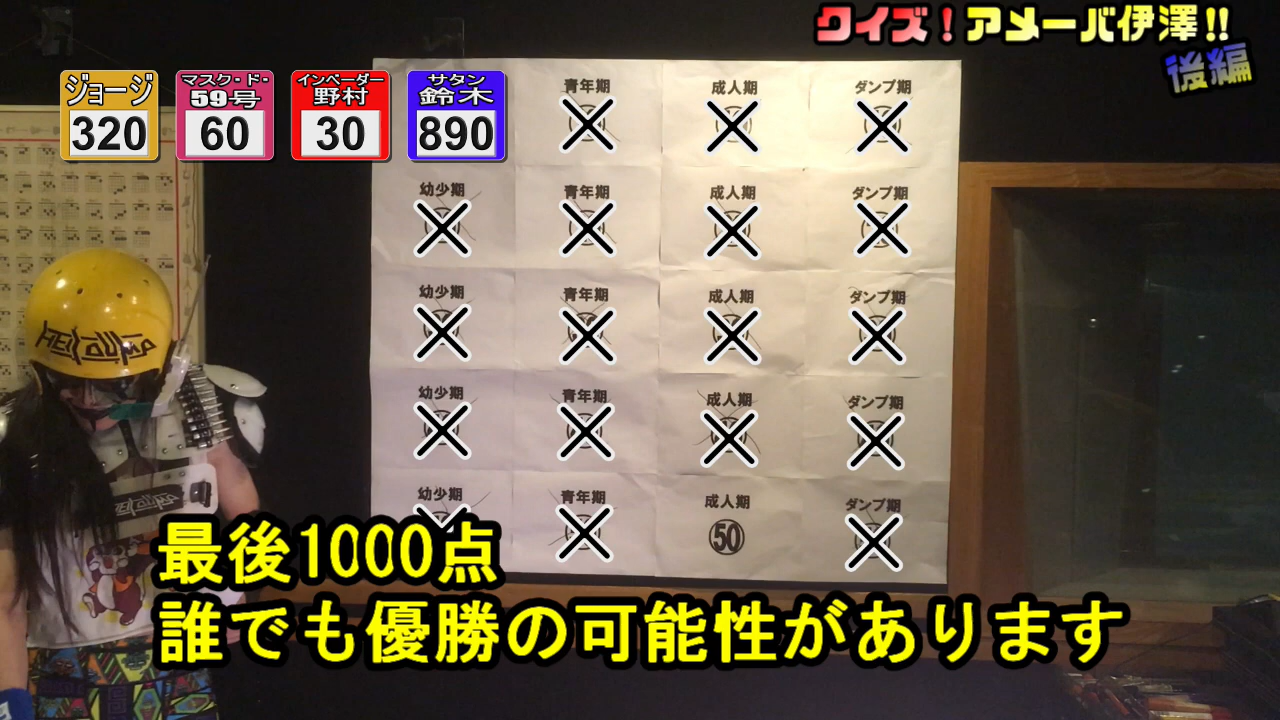 クイズ！アメーバ伊澤!!
後編
ジョージ
320
マスク・ド・
59号
60
インベーダー
野村
30
サタン
鈴木
890
青年期 成人期 ダンプ期
幼少期 青年期 成人期 ダンプ期
幼少期 青年期 成人期 ダンプ期
幼少期 青年期 成人期 ダンプ期
幼少期 青年期 成人期 ダンプ期
50
最後1000点
誰でも優勝の可能性があります